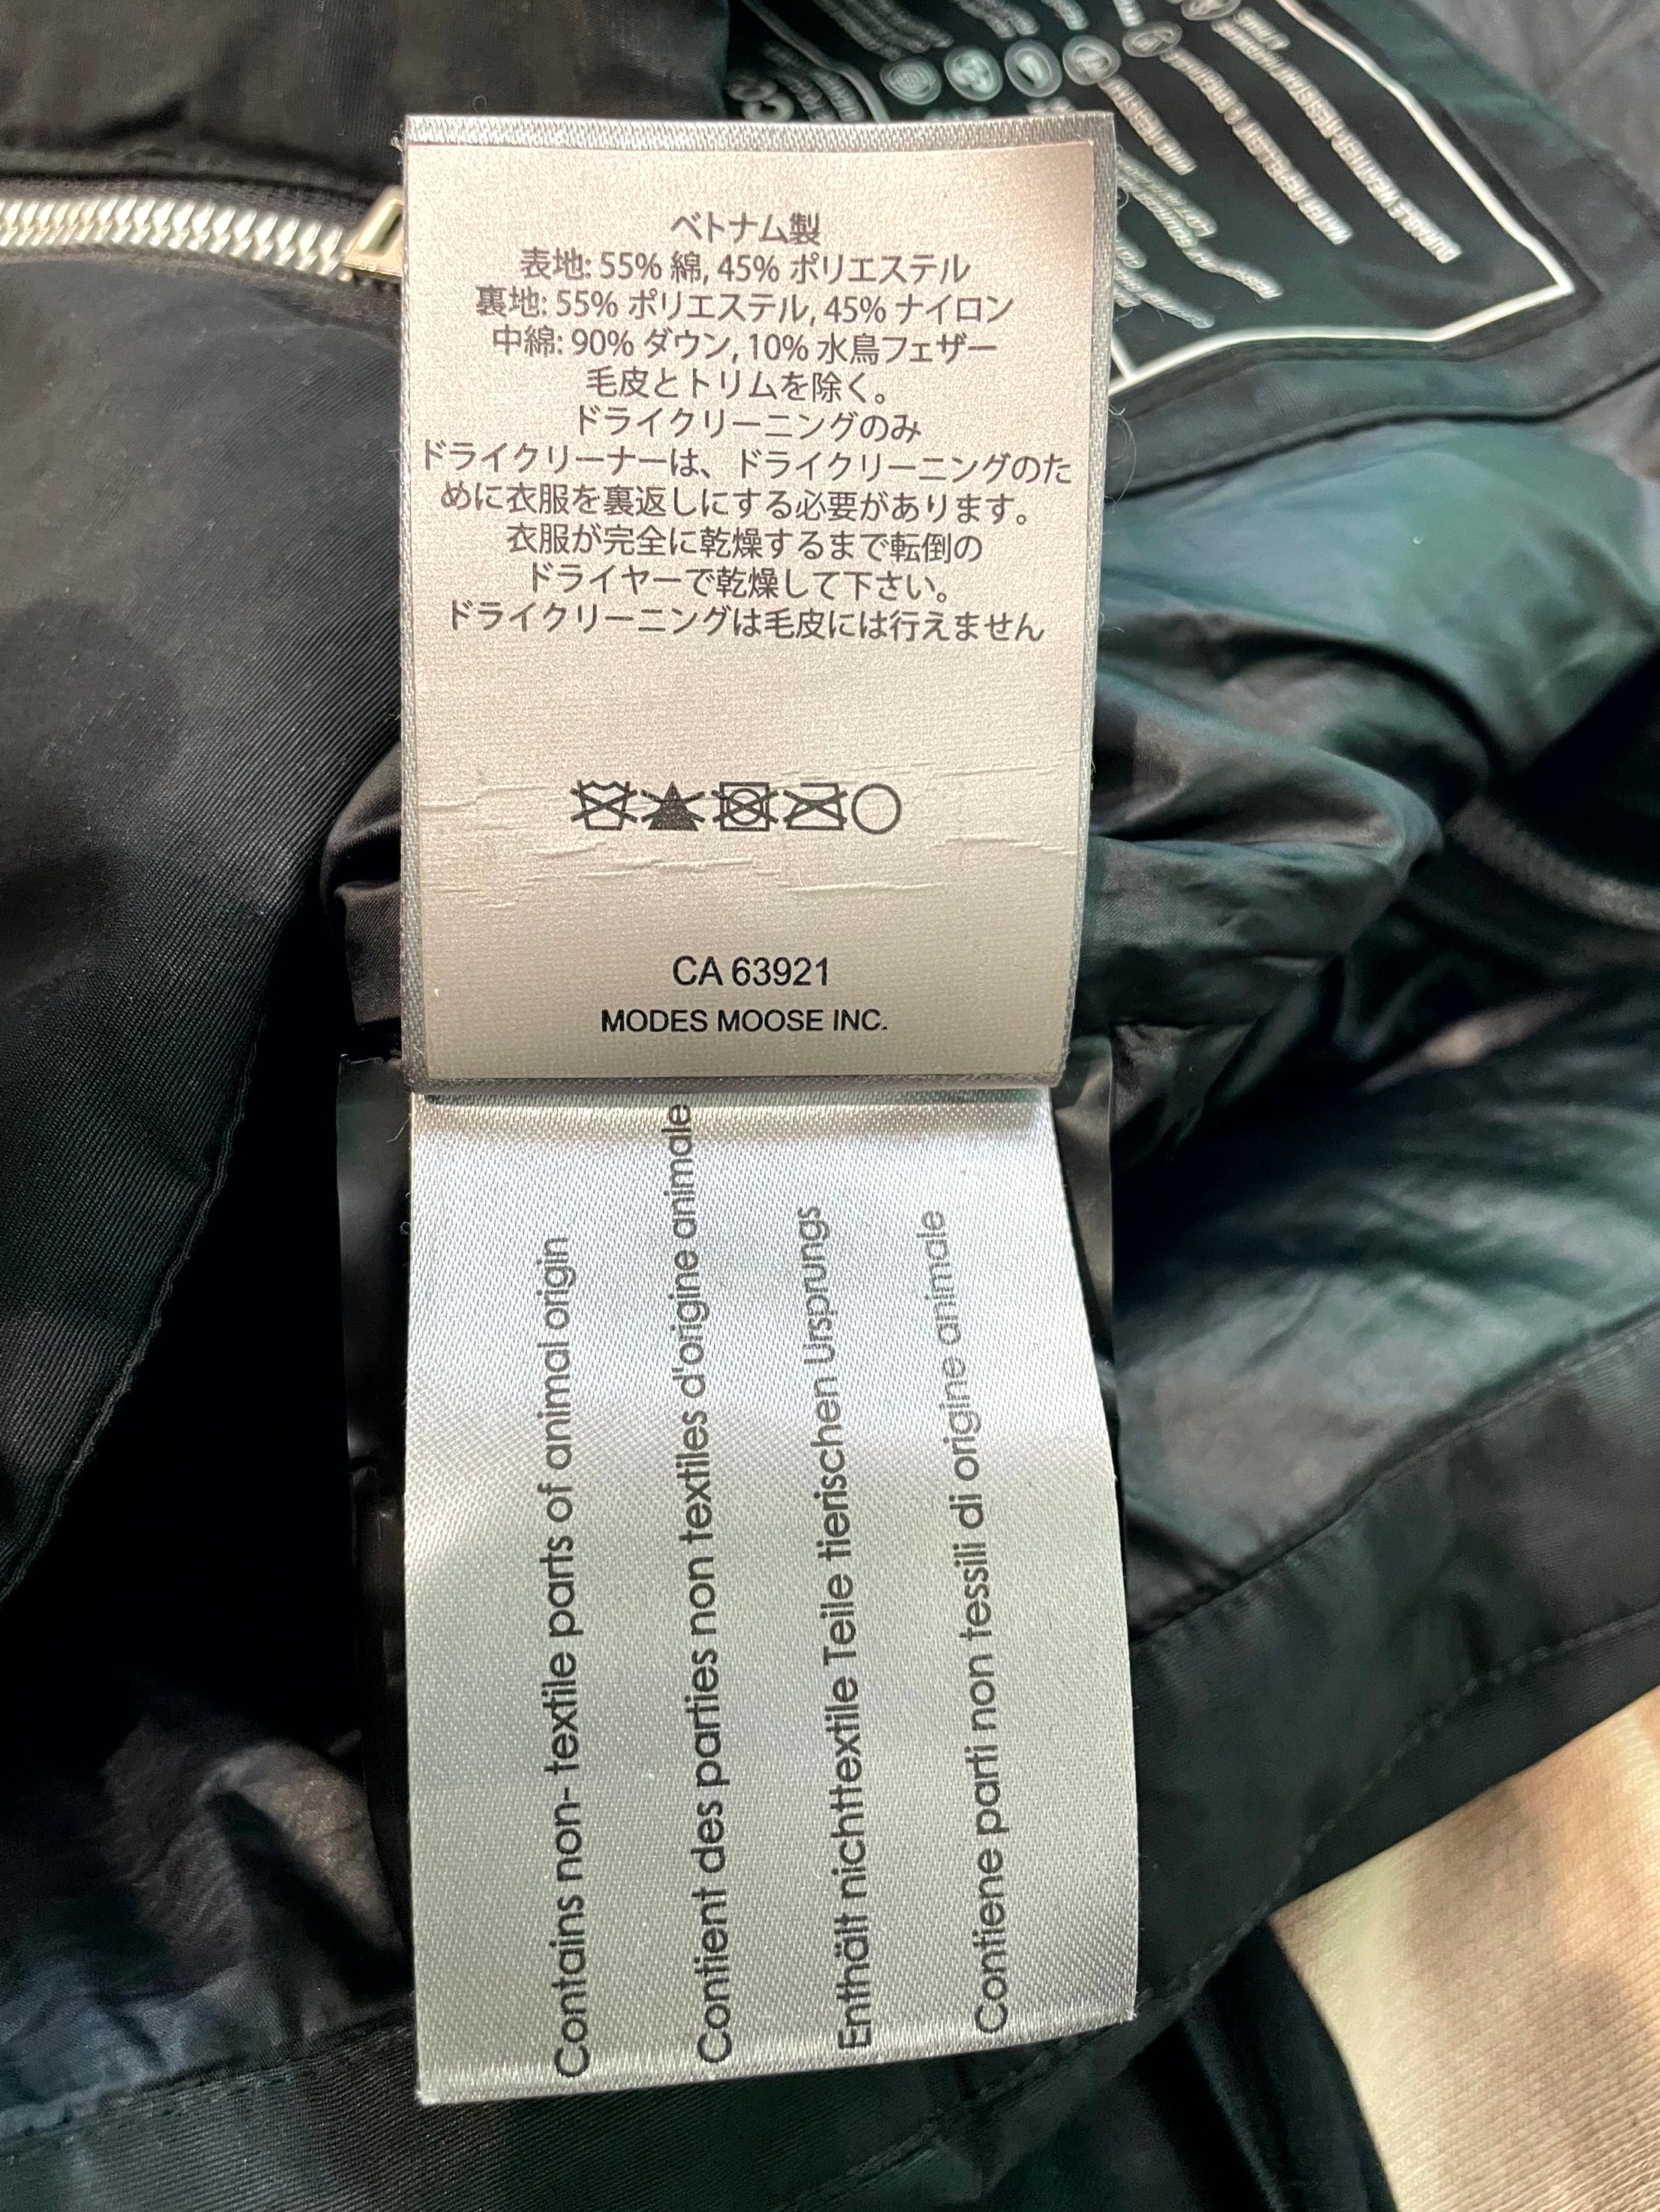 ベトナム製
表地: 55% 綿, 45% ポリエステル
裏地: 55% ポリエステル, 45% ナイロン
中綿: 90% ダウン, 10% 水鳥フェザー
毛皮とトリムを除く。
ドライクリーニングのみ
ドライクリーナーは、ドライクリーニングのた
めに衣服を裏返しにする必要があります。
衣服が完全に乾燥するまで転倒の
ドライヤーで乾燥して下さい。
ドライクリーニングは毛皮には行えません
CA 63921
MODES MOOSE INC.
Contains non- textile parts of animal origin
Contient des parties non textiles d'origine animale
Enthält nichttextile Teile tierischen Ursprungs
Contiene parti non tessili di origine animale